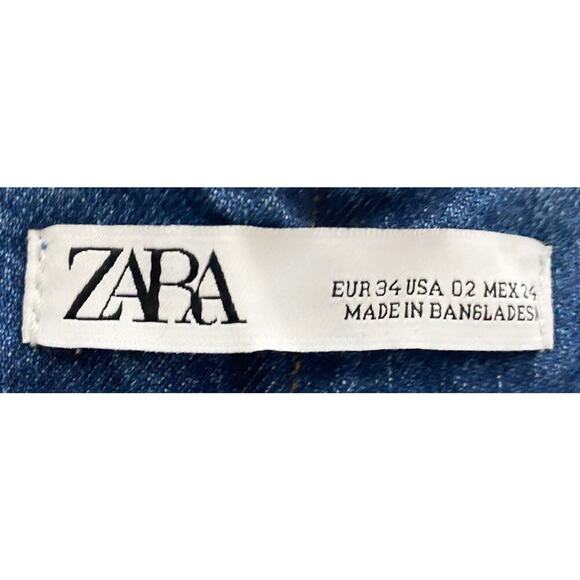 ZARA
EUR 34 USA 02 MEX 24
MADE IN BANGLADESH